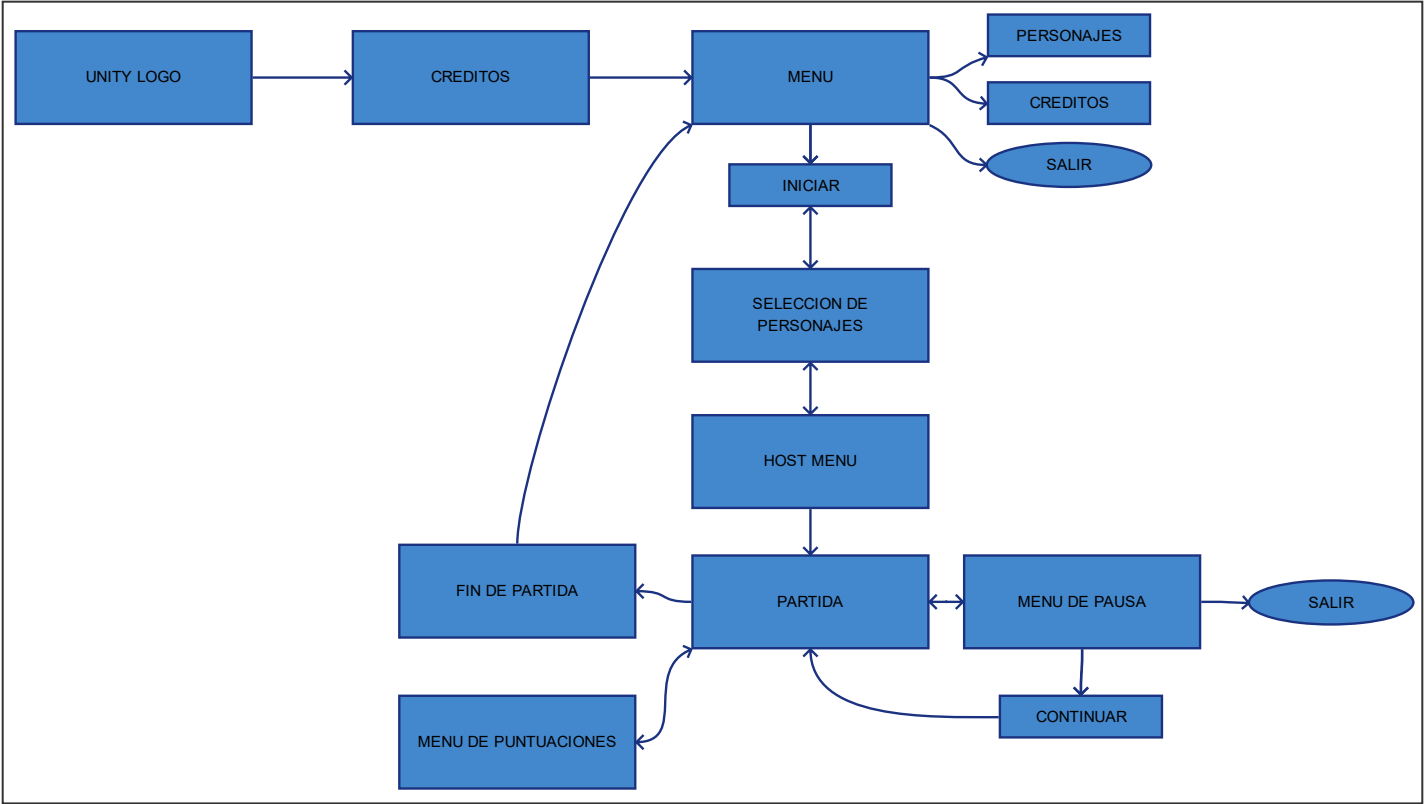 UNITY LOGO
CREDITOS
MENU
PERSONAJES
CREDITOS
SALIR
INICIAR
SELECCION DE
PERSONAJES
HOST MENU
FIN DE PARTIDA
PARTIDA
MENU DE PAUSA
SALIR
MENU DE PUNTUACIONES
CONTINUAR